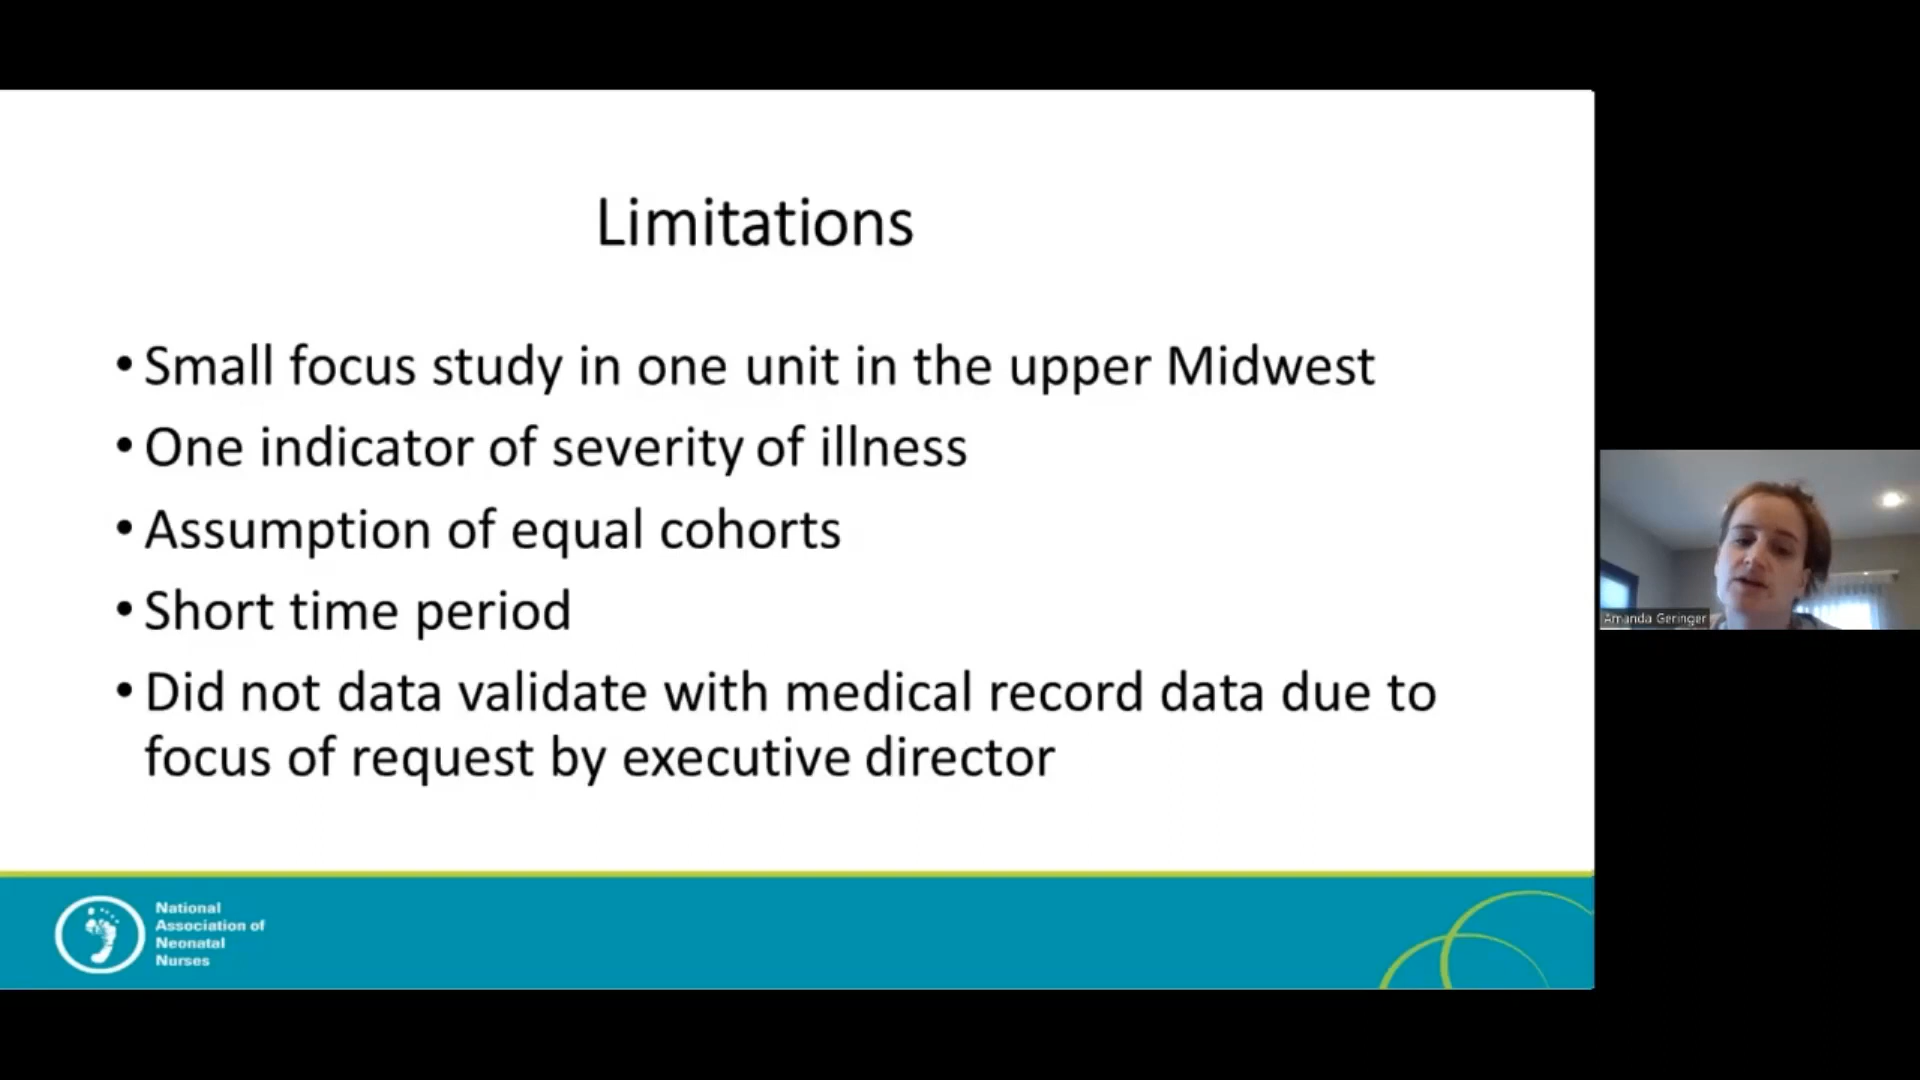 Limitations
• Small focus study in one unit in the upper Midwest
• One indicator of severity of illness
• Assumption of equal cohorts
• Short time period
• Did not data validate with medical record data due to
focus of request by executive director
Amanda Geringer
National
Association of
Neonatal
Nurses